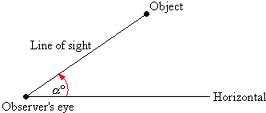 Object
Line of sight
α°
Observer's eye
Horizontal